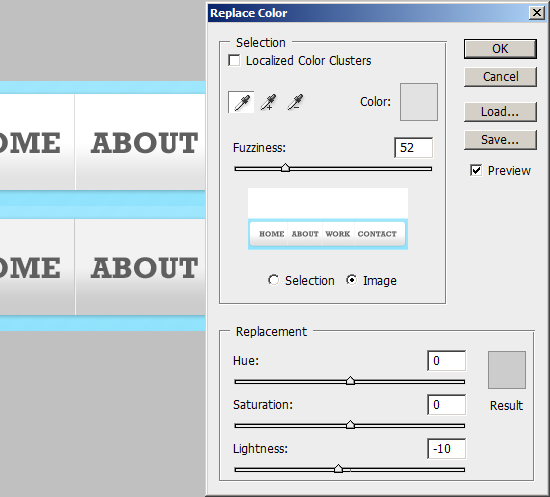 Replace Color
Selection
Localized Color Clusters
Color:
Fuzziness: 52
HOME ABOUT WORK CONTACT
Selection Image
OK
Cancel
Load...
Save...
Preview
Replacement
Hue: 0
Saturation: 0
Lightness: -10
Result
OME ABOUT
OME ABOUT